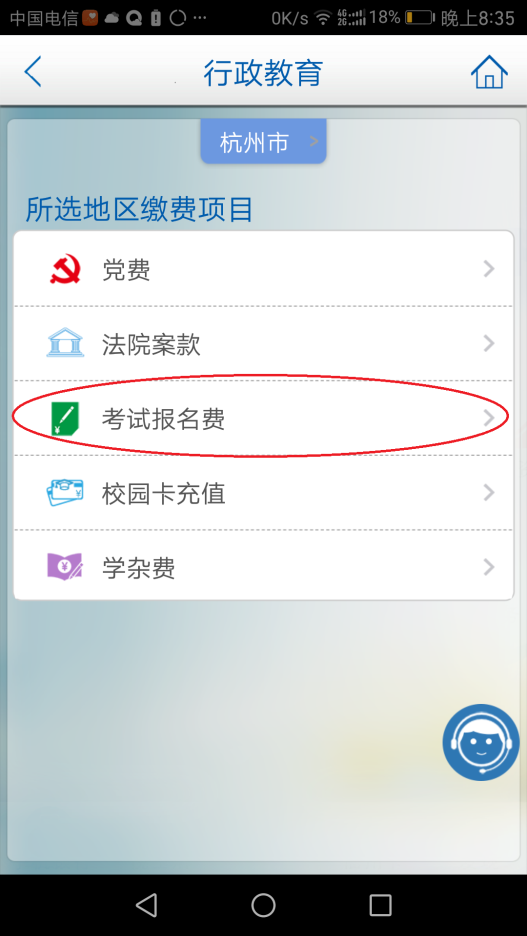 中国电信 ··· 0K/s 4G 2G 18% 晚上8:35
行政教育
杭州市 >
所选地区缴费项目
党费
法院案款
考试报名费
校园卡充值
学杂费